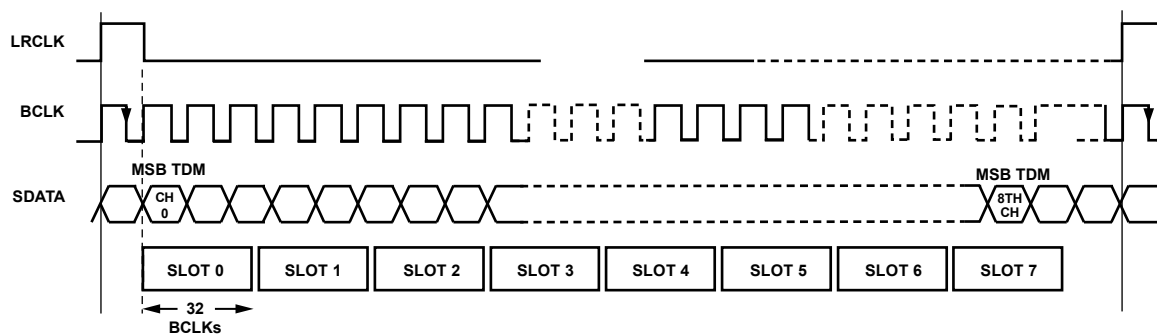 LRCLK
BCLK
MSB TDM
MSB TDM
SDATA
CH
0
8TH
CH
SLOT 0
SLOT 1
SLOT 2
SLOT 3
SLOT 4
SLOT 5
SLOT 6
SLOT 7
32
BCLKs